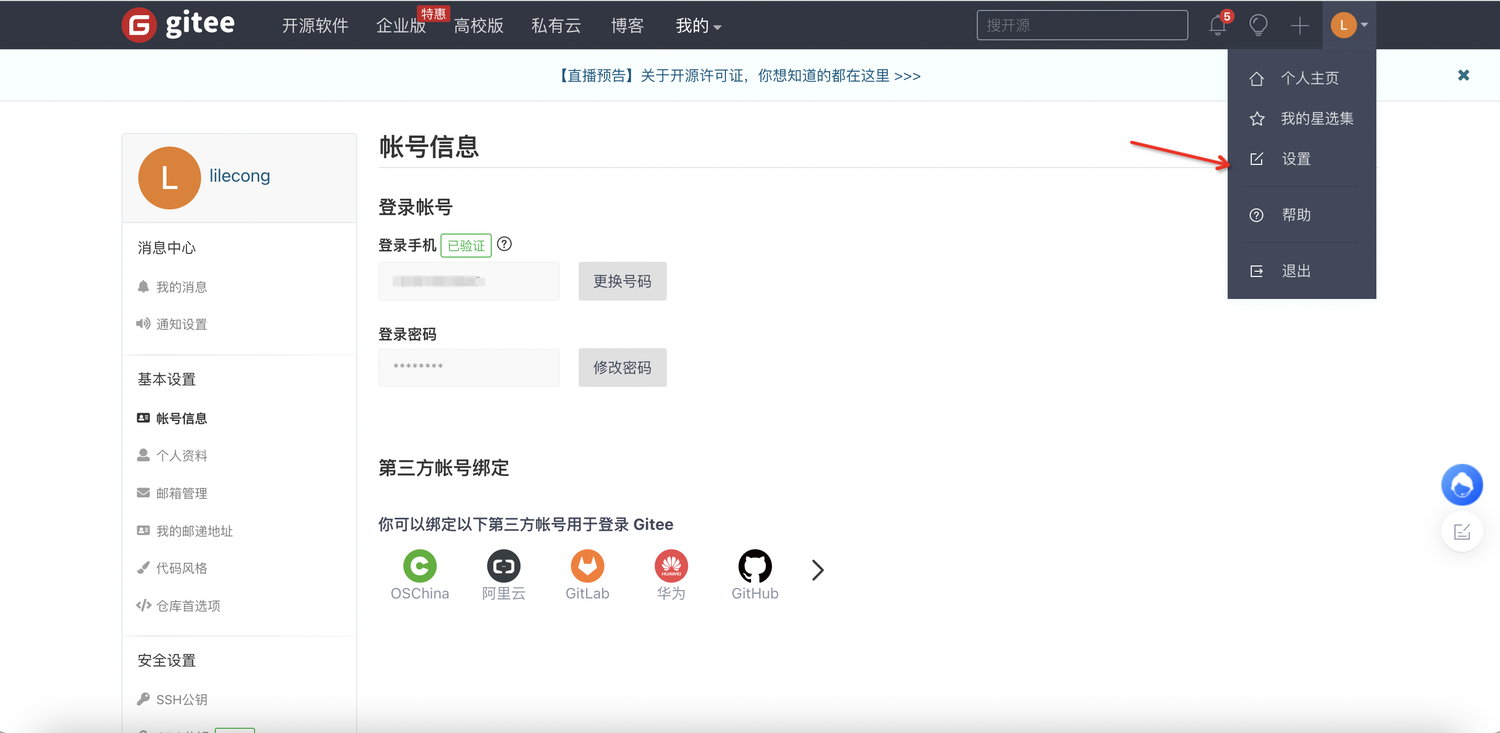 gitee
开源软件 企业版 特惠 高校版 私有云 博客 我的
搜开源
5
L
【直播预告】关于开源许可证，你想知道的都在这里 >>>
个人主页
我的星选集
设置
帮助
退出
L
lilecong
消息中心
我的消息
通知设置
基本设置
帐号信息
个人资料
邮箱管理
我的邮递地址
代码风格
仓库首选项
安全设置
SSH公钥
帐号信息
登录帐号
登录手机 已验证
更换号码
登录密码
********
修改密码
第三方帐号绑定
你可以绑定以下第三方帐号用于登录 Gitee
HUAWEI
OSChina 阿里云 GitLab 华为 GitHub